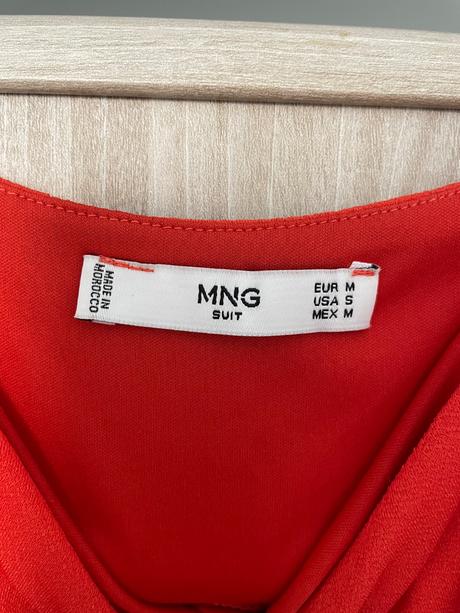 MADE IN
MOROCCO
MNG
SUIT
EUR M
USA S
MEX M